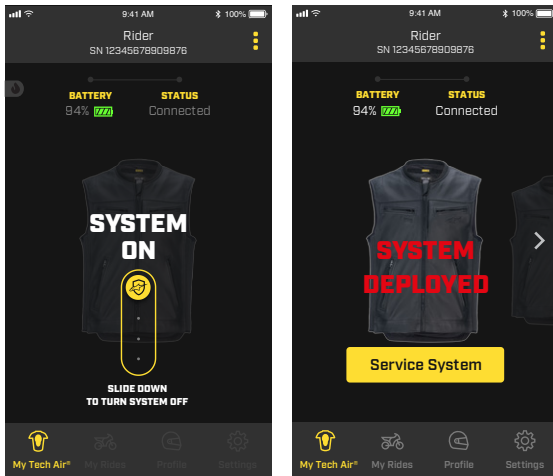 9:41 AM
100%
Rider
SN 12345678909876
BATTERY
STATUS
94%
Connected
SYSTEM
ON
SLIDE DOWN
TO TURN SYSTEM OFF
My Tech Air®
My Rides
Profile
Settings
9:41 AM
100%
Rider
SN 12345678909876
BATTERY
STATUS
94%
Connected
SYSTEM
DEPLOYED
Service System
My Tech Air®
My Rides
Profile
Settings